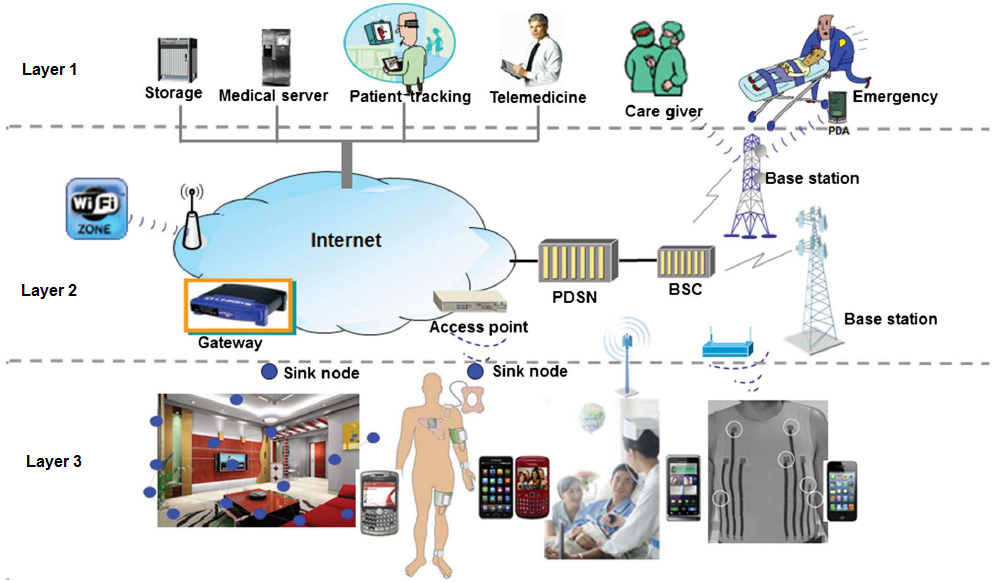 Layer 1
Storage
Medical server
Patient tracking
Telemedicine
Care giver
Emergency
PDA
WiFi
ZONE
Internet
Base station
Layer 2
PDSN
BSC
Gateway
Access point
Base station
Sink node
Sink node
Layer 3